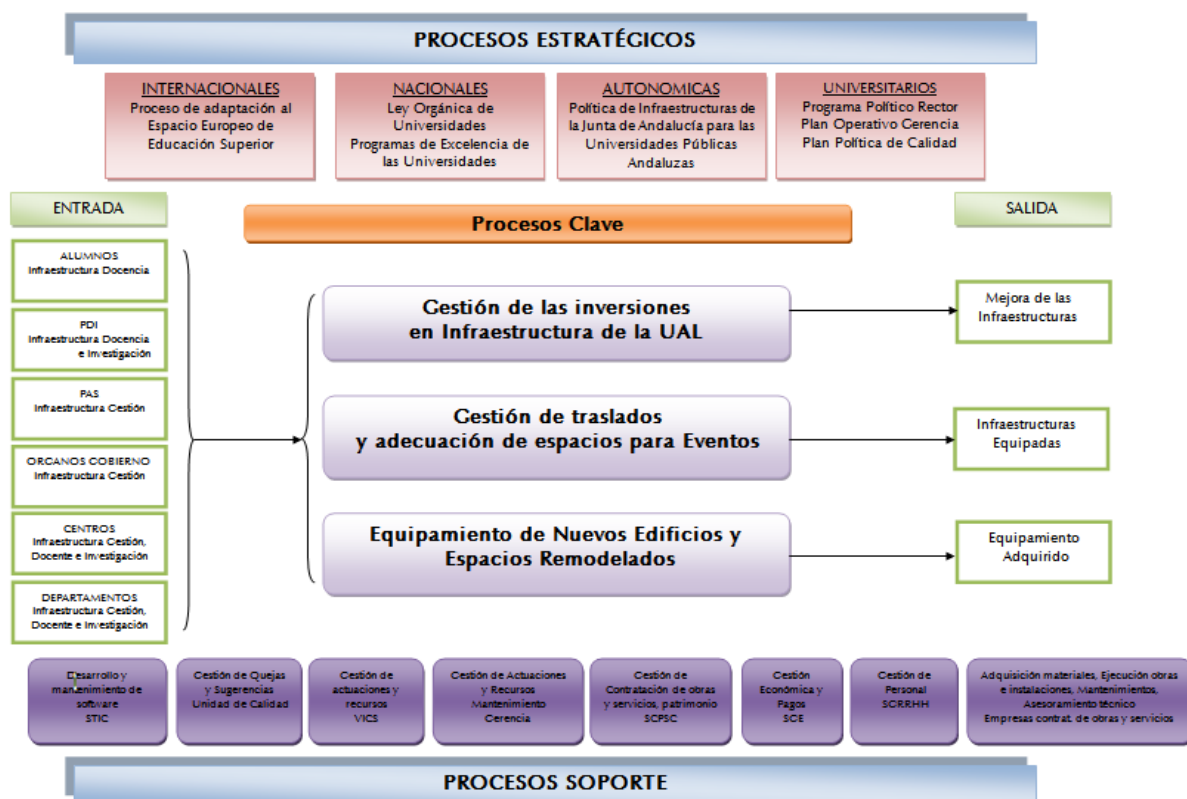 PROCESOS ESTRATÉGICOS
INTERNACIONALES
Proceso de adaptación al
Espacio Europeo de
Educación Superior
NACIONALES
Ley Orgánica de
Universidades
Programas de Excelencia de
las Universidades
AUTONOMICAS
Política de Infraestructuras de
la Junta de Andalucía para las
Universidades Públicas
Andaluzas
UNIVERSITARIOS
Programa Político Rector
Plan Operativo Gerencia
Plan Política de Calidad
ENTRADA
Procesos Clave
SALIDA
ALUMNOS
Infraestructura Docencia
PDI
Infraestructura Docencia
e Investigación
PAS
Infraestructura Gestión
ORGANOS GOBIERNO
Infraestructura Gestión
CENTROS
Infraestructura Gestión,
Docente e Investigación
DEPARTAMENTOS
Infraestructura Gestión,
Docente e Investigación
Gestión de las inversiones
en Infraestructura de la UAL
Gestión de traslados
y adecuación de espacios para Eventos
Equipamiento de Nuevos Edificios y
Espacios Remodelados
Mejora de las
Infraestructuras
Infraestructuras
Equipadas
Equipamiento
Adquirido
Desarrollo y
mantenimiento de
software
STIC
Gestión de Quejas
y Sugerencias
Unidad de Calidad
Gestión de
actuaciones y
recursos
VICS
Gestión de Actuaciones
y Recursos
Mantenimiento
Gerencia
Gestión de
Contratación de obras
y servicios, patrimonio
SCPSC
Gestión
Económica y
Pagos
SGE
Gestión de
Personal
SGRRHH
Adquisición materiales, Ejecución obras
e instalaciones, Mantenimientos,
Asesoramiento técnico
Empresas contrat. de obras y servicios
PROCESOS SOPORTE